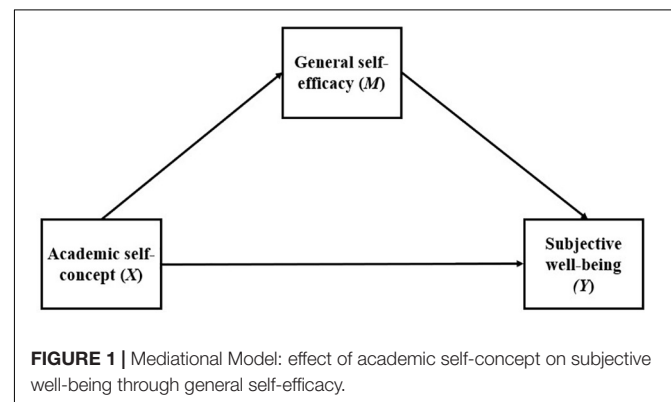 General self-
efficacy (M)
Academic self-
concept (X)
Subjective
well-being
(Y)
FIGURE 1 | Mediational Model: effect of academic self-concept on subjective
well-being through general self-efficacy.